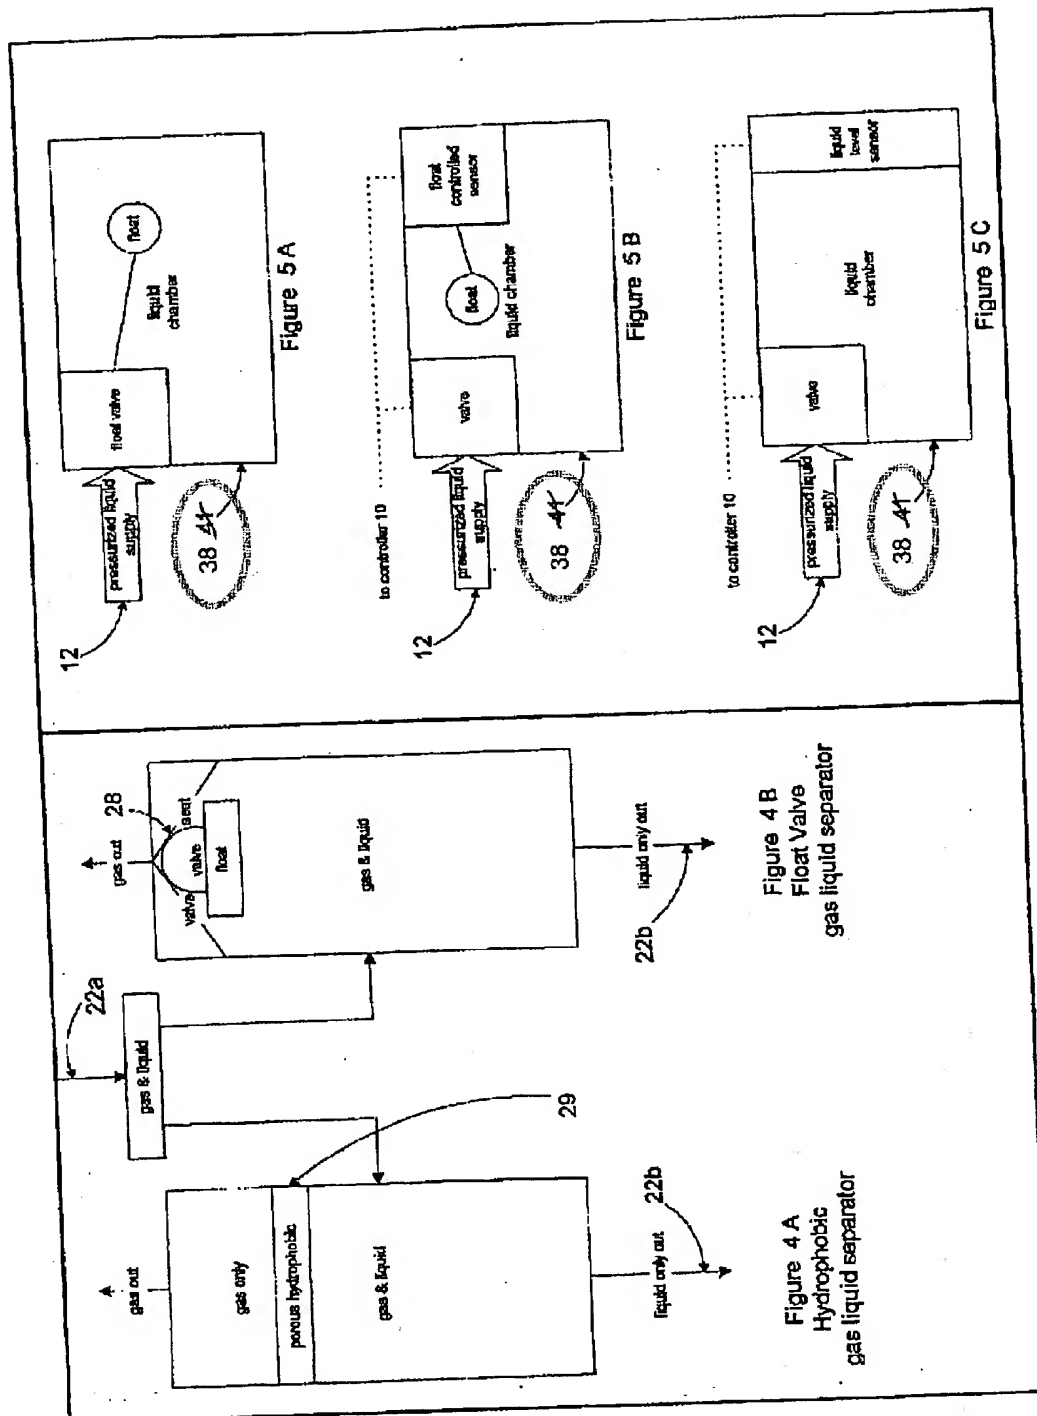 22a
gas & liquid
gas out
gas only
porous hydrophobic
gas & liquid
29
liquid only out
22b
Figure 4 A
Hydrophobic
gas liquid separator
gas out
28
valve
seat
valve
float
gas & liquid
liquid only out
22b
Figure 4 B
Float Valve
gas liquid separator
12
pressurized liquid
supply
float valve
float
liquid
chamber
38 41
Figure 5 A
to controller 10
12
pressurized liquid
supply
valve
float
float
controlled
sensor
liquid chamber
38 41
Figure 5 B
to controller 10
12
pressurized liquid
supply
valve
liquid
chamber
liquid
level
sensor
38 41
Figure 5 C